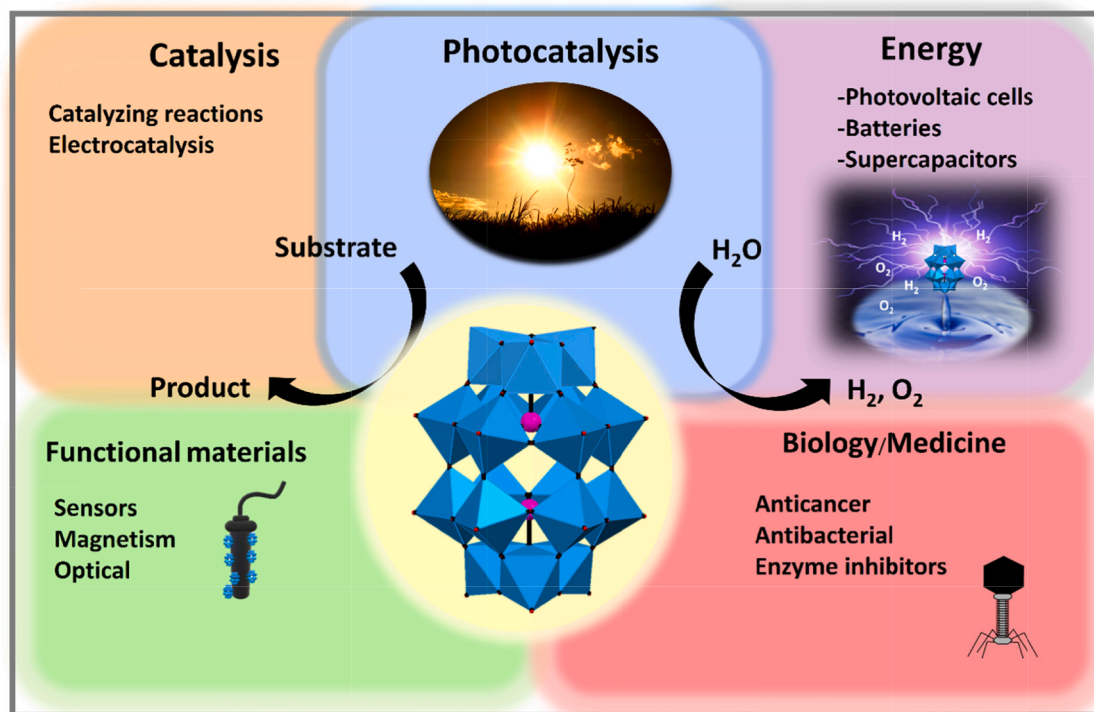 Catalysis
Catalyzing reactions
Electrocatalysis
Photocatalysis
Energy
-Photovoltaic cells
-Batteries
-Supercapacitors
H₂
H₂
O₂
H₂
O₂
O₂
Substrate
Product
H₂O
H₂, O₂
Functional materials
Sensors
Magnetism
Optical
Biology/Medicine
Anticancer
Antibacterial
Enzyme inhibitors